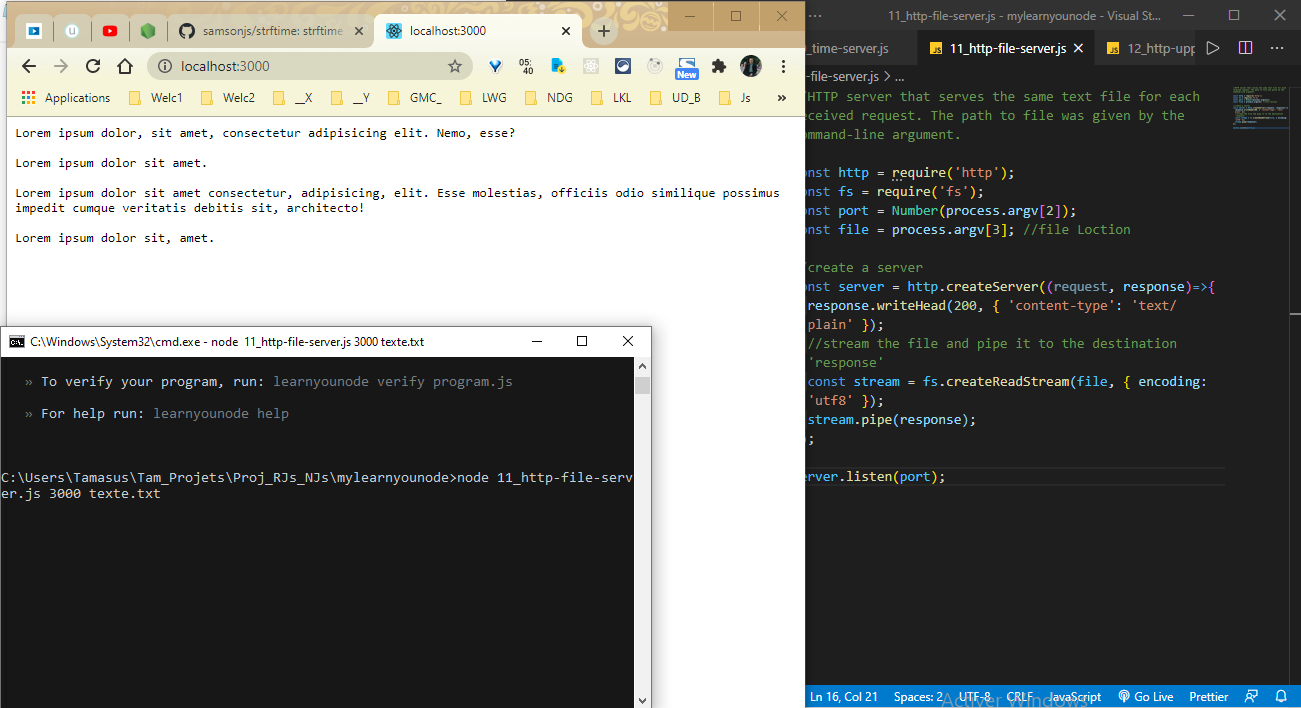 samsonjs/strftime: strftime
localhost:3000
localhost:3000
05:
40
New
Applications
Welc1
Welc2
__X
__Y
GMC_
LWG
NDG
LKL
UD_B
Js
»
Lorem ipsum dolor, sit amet, consectetur adipisicing elit. Nemo, esse?
Lorem ipsum dolor sit amet.
Lorem ipsum dolor sit amet consectetur, adipisicing, elit. Esse molestias, officiis odio similique possimus
impedit cumque veritatis debitis sit, architecto!
Lorem ipsum dolor sit, amet.
C:\Windows\System32\cmd.exe - node  11_http-file-server.js 3000 texte.txt
» To verify your program, run: learnyounode verify program.js
» For help run: learnyounode help
C:\Users\Tamasus\Tam_Projets\Proj_RJs_NJs\mylearnyounode>node 11_http-file-serv
er.js 3000 texte.txt
11_http-file-server.js - mylearnyounode - Visual St...
_time-server.js
JS 11_http-file-server.js
JS 12_http-upp
-file-server.js > ...
HTTP server that serves the same text file for each
eceived request. The path to file was given by the
ommand-line argument.
onst http = require('http');
onst fs = require('fs');
onst port = Number(process.argv[2]);
onst file = process.argv[3]; //file Loction
create a server
onst server = http.createServer((request, response)=>{
response.writeHead(200, { 'content-type': 'text/
plain' });
//stream the file and pipe it to the destination
'response'
const stream = fs.createReadStream(file, { encoding:
'utf8' });
stream.pipe(response);
);
erver.listen(port);
Ln 16, Col 21
Spaces: 2
UTF-8
CRLF
JavaScript
Go Live
Prettier
Activer Windows